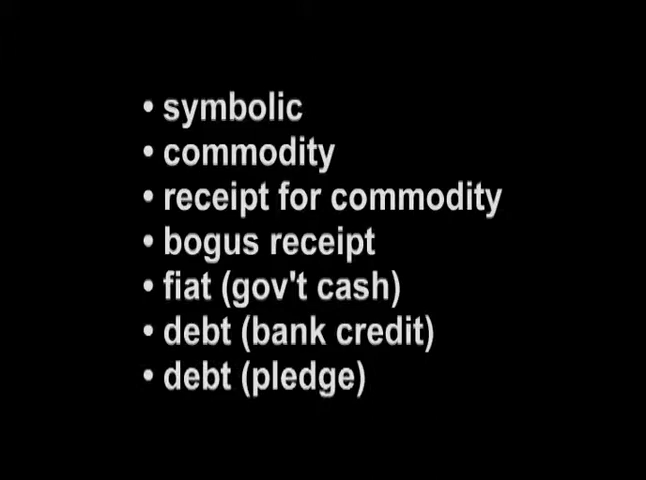 • symbolic
• commodity
• receipt for commodity
• bogus receipt
• fiat (gov't cash)
• debt (bank credit)
• debt (pledge)